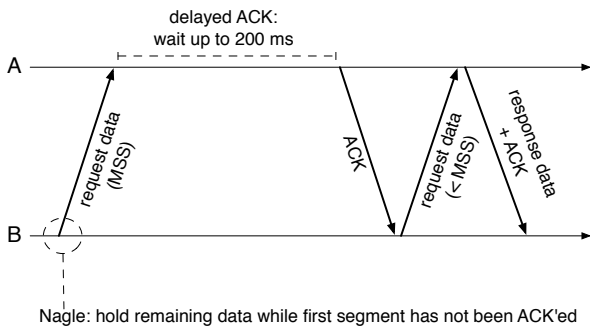 delayed ACK:
wait up to 200 ms
A
request data
(MSS)
ACK
request data
(< MSS)
response data
+ ACK
B
Nagle: hold remaining data while first segment has not been ACK'ed